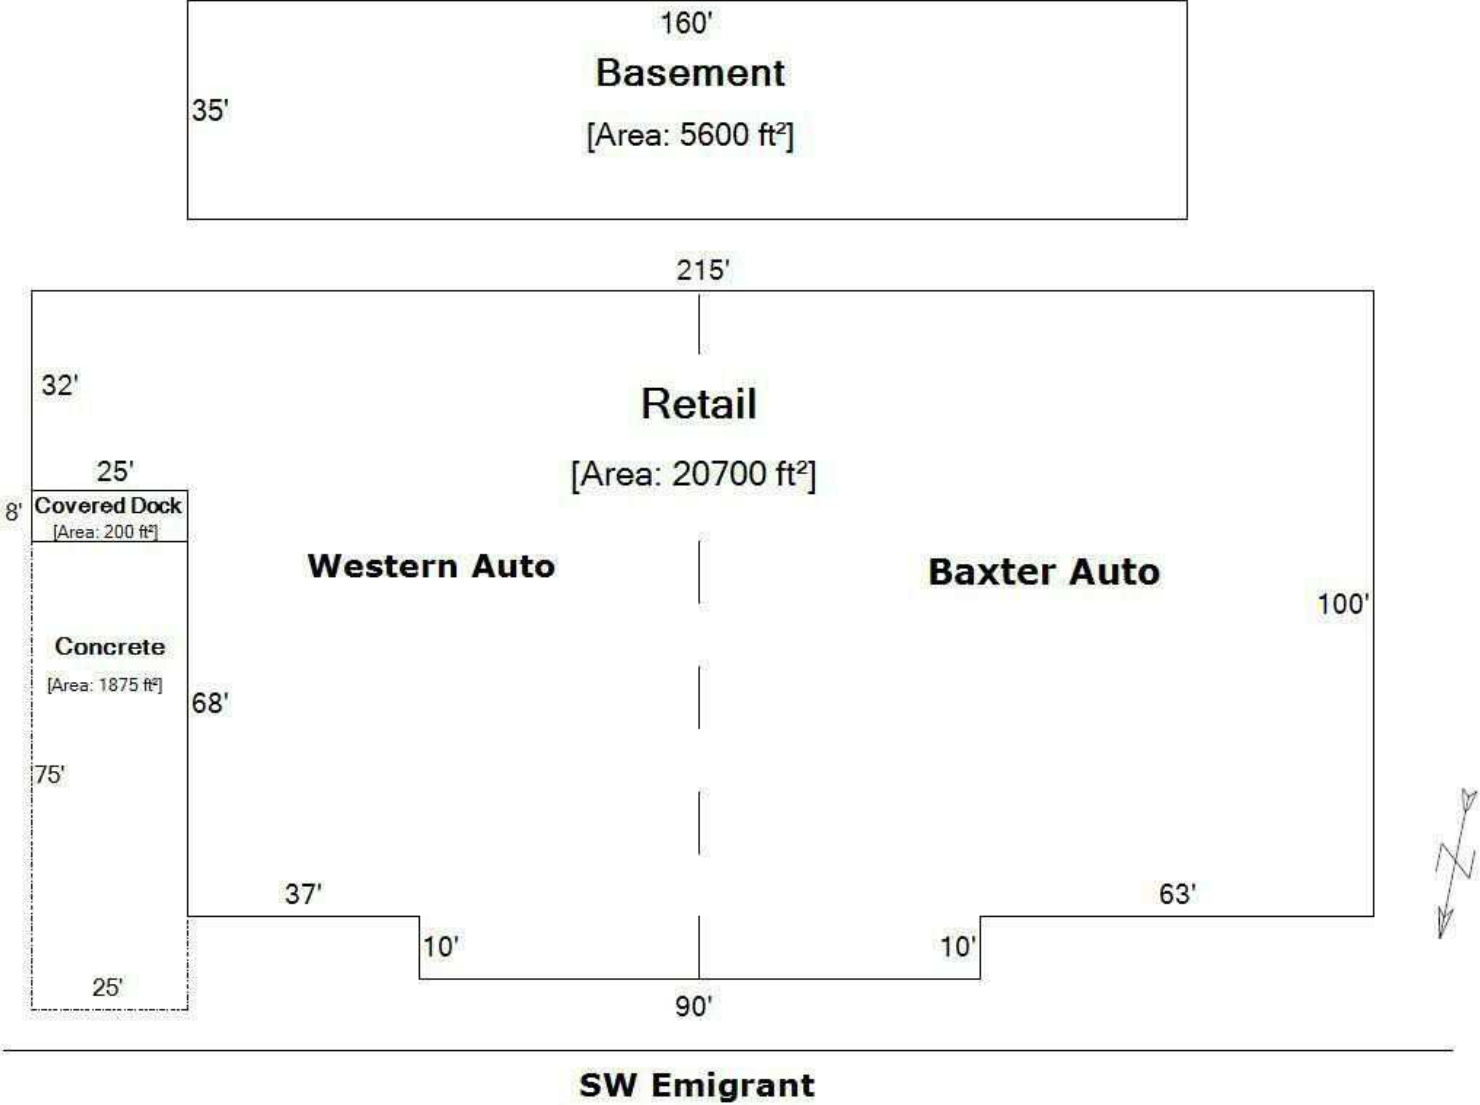 160'
Basement
35'
[Area: 5600 ft²]
215'
32'
Retail
25'
[Area: 20700 ft²]
8'
Covered Dock
[Area: 200 ft²]
Western Auto
Baxter Auto
100'
Concrete
[Area: 1875 ft²]
68'
75'
37'
63'
10'
10'
25'
90'
N
SW Emigrant